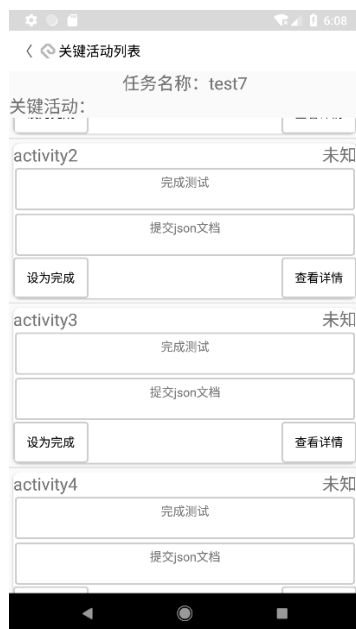 6:08
关键活动列表
任务名称：test7
关键活动：
activity2 未知
完成测试
提交json文档
设为完成 查看详情
activity3 未知
完成测试
提交json文档
设为完成 查看详情
activity4 未知
完成测试
提交json文档